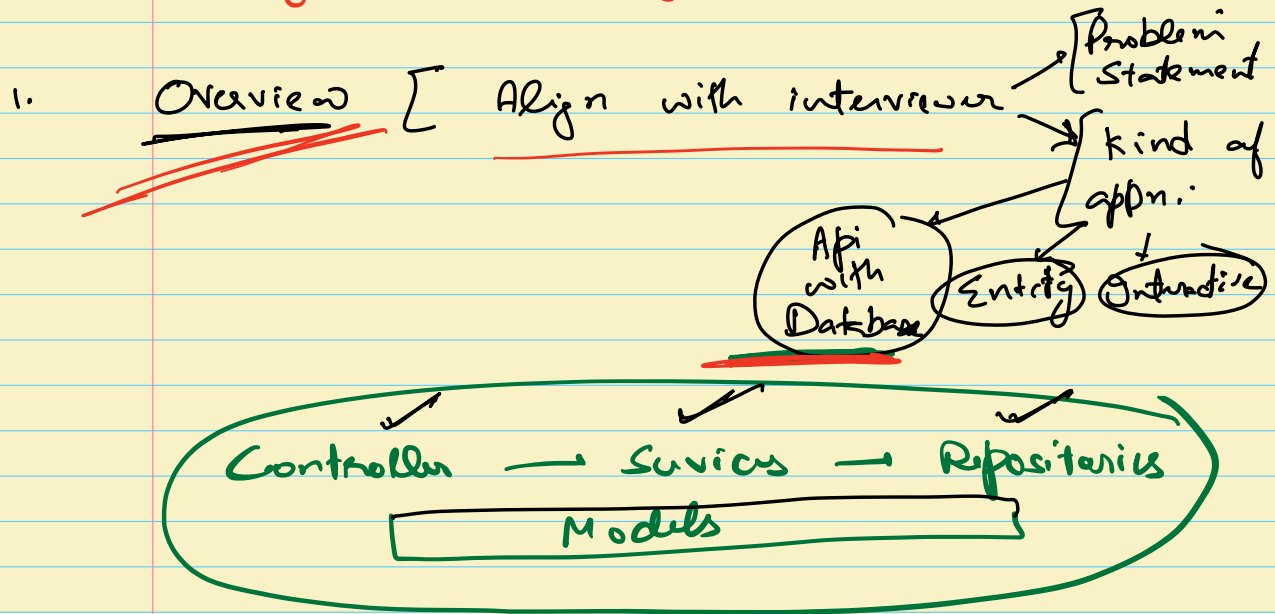 1. Overview [ Align with interviewer
[Problem
Statement
[kind of
appn.
Api
with
Database
Entity
Interactive
Controller — Services — Repositories
Models